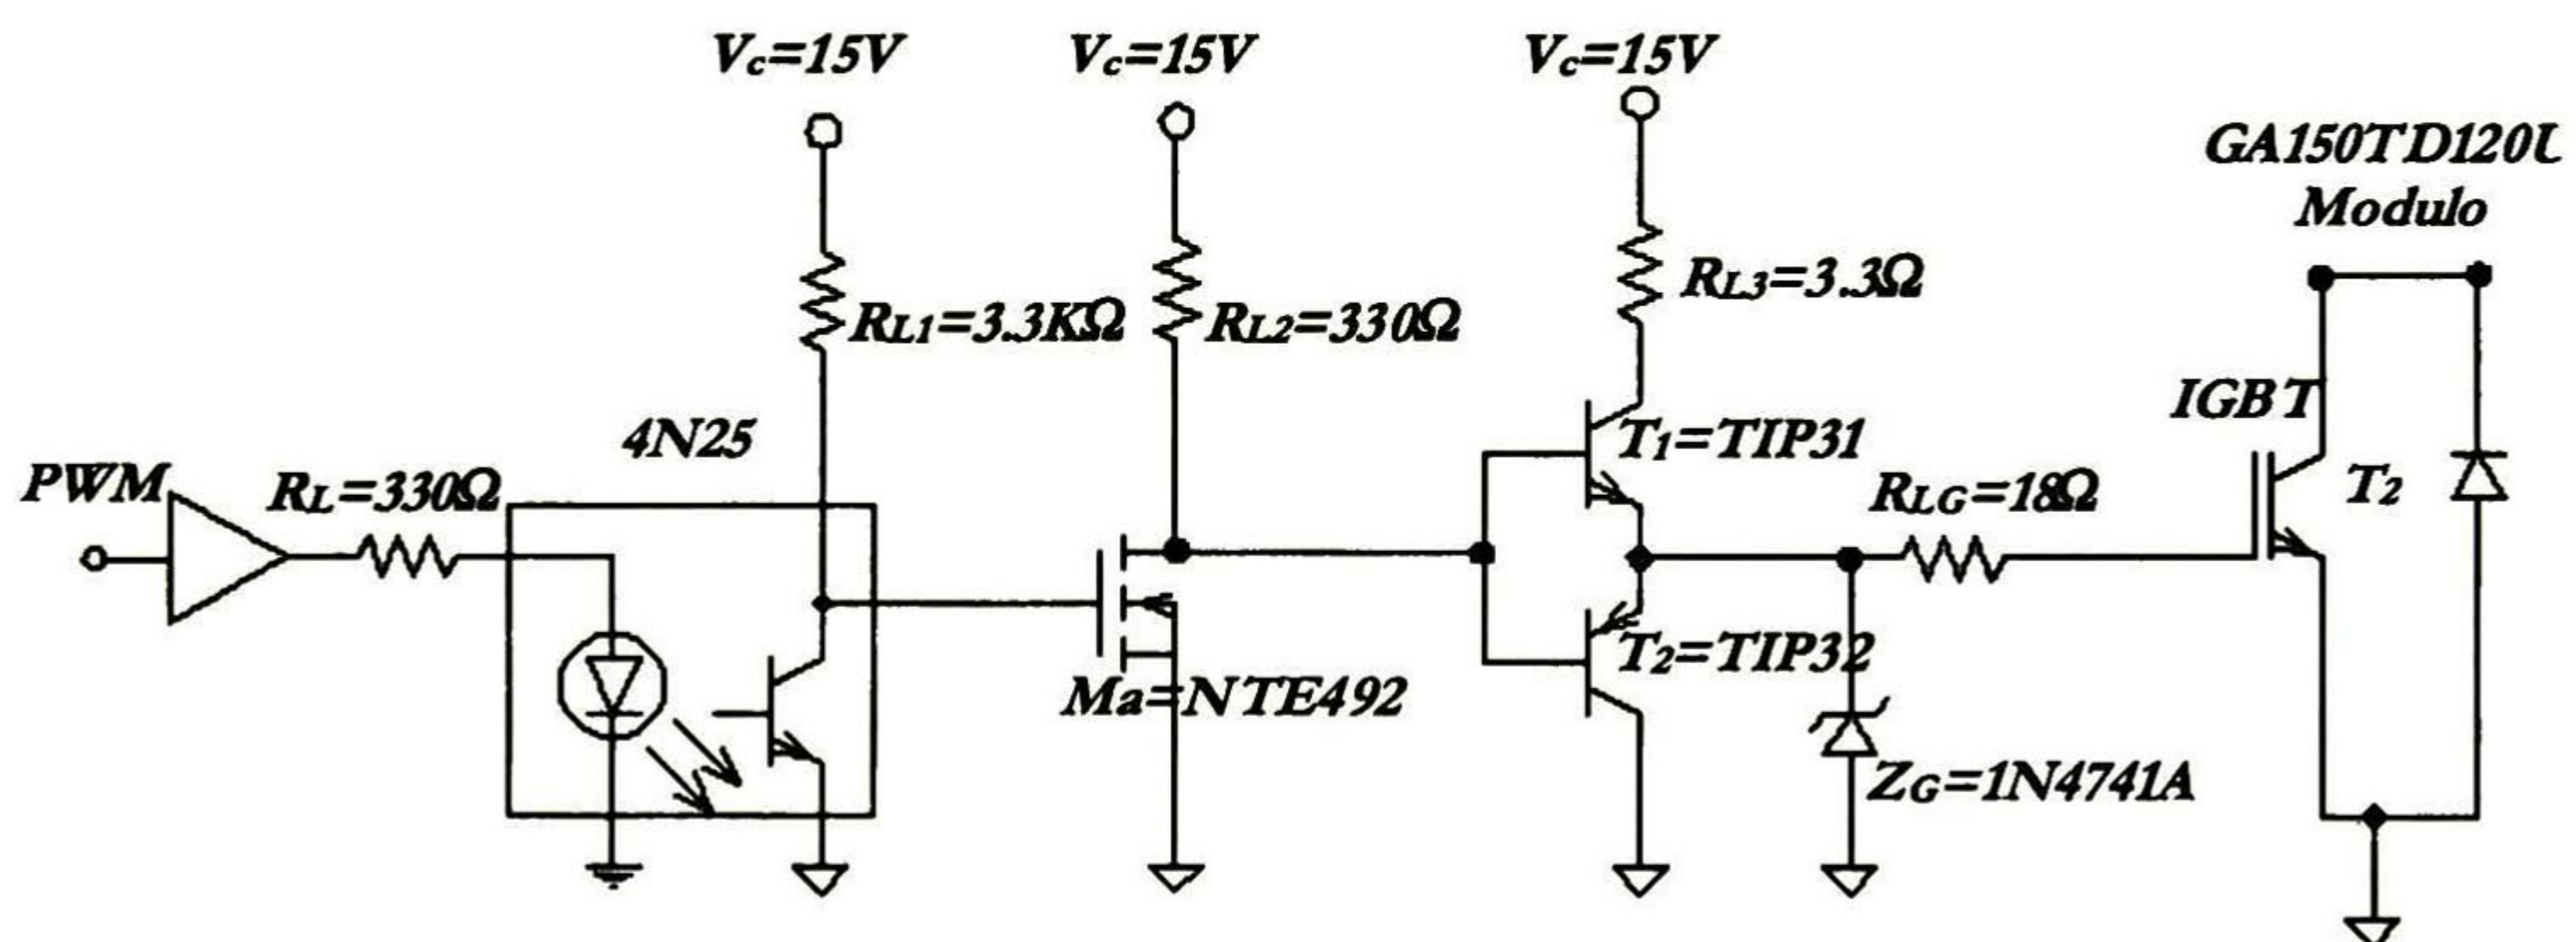 Vc=15V
Vc=15V
Vc=15V
GA150TD120U
Modulo
RL1=3.3KΩ
RL2=330Ω
RL3=3.3Ω
IGBT
4N25
T1=TIP31
PWM
RL=330Ω
RLG=18Ω
T2
T2=TIP32
Ma=NTE492
ZG=1N4741A